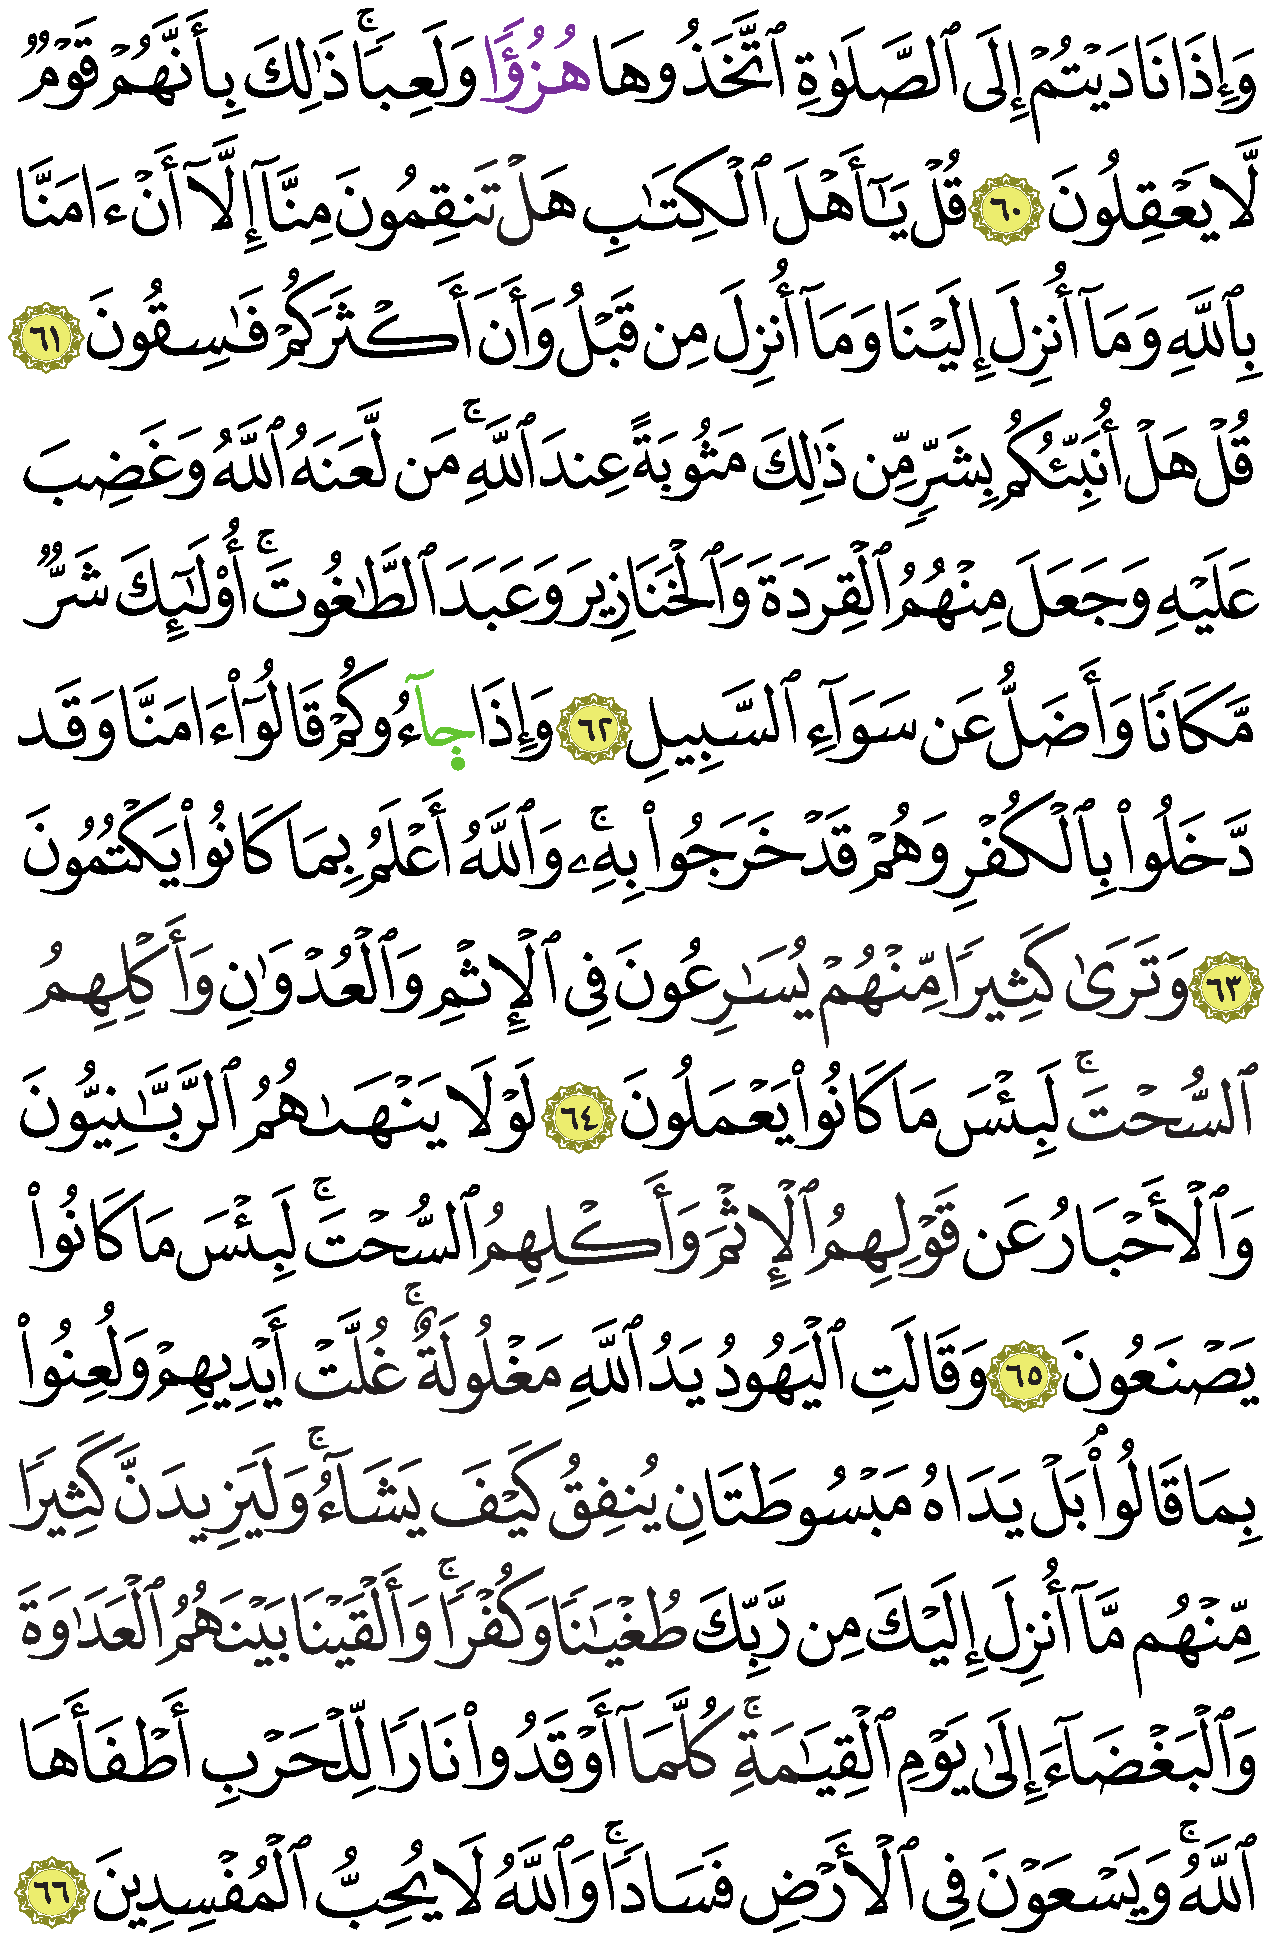 وَإِذَا نَادَيْتُمْ إِلَى ٱلصَّلَوٰةِ ٱتَّخَذُوهَا هُزُؤًا وَلَعِبًا ۚ ذَٰلِكَ بِأَنَّهُمْ قَوْمٌ
لَّا يَعْقِلُونَ ٦٠ قُلْ يَـٰٓأَهْلَ ٱلْكِتَـٰبِ هَلْ تَنقِمُونَ مِنَّآ إِلَّآ أَنْ ءَامَنَّا
بِٱللَّهِ وَمَآ أُنزِلَ إِلَيْنَا وَمَآ أُنزِلَ مِن قَبْلُ وَأَنَّ أَكْثَرَكُمْ فَـٰسِقُونَ ٦١
قُلْ هَلْ أُنَبِّئُكُم بِشَرٍّ مِّن ذَٰلِكَ مَثُوبَةً عِندَ ٱللَّهِ ۚ مَن لَّعَنَهُ ٱللَّهُ وَغَضِبَ
عَلَيْهِ وَجَعَلَ مِنْهُمُ ٱلْقِرَدَةَ وَٱلْخَنَازِيرَ وَعَبَدَ ٱلطَّـٰغُوتَ ۚ أُو۟لَـٰٓئِكَ شَرٌّ
مَّكَانًا وَأَضَلُّ عَن سَوَآءِ ٱلسَّبِيلِ ٦٢ وَإِذَا جَآءُوكُمْ قَالُوٓا۟ ءَامَنَّا وَقَد
دَّخَلُوا۟ بِٱلْكُفْرِ وَهُمْ قَدْ خَرَجُوا۟ بِهِۦ ۚ وَٱللَّهُ أَعْلَمُ بِمَا كَانُوا۟ يَكْتُمُونَ
٦٣ وَتَرَىٰ كَثِيرًا مِّنْهُمْ يُسَـٰرِعُونَ فِى ٱلْإِثْمِ وَٱلْعُدْوَٰنِ وَأَكْلِهِمُ
ٱلسُّحْتَ ۚ لَبِئْسَ مَا كَانُوا۟ يَعْمَلُونَ ٦٤ لَوْلَا يَنْهَىٰهُمُ ٱلرَّبَّـٰنِيُّونَ
وَٱلْأَحْبَارُ عَن قَوْلِهِمُ ٱلْإِثْمَ وَأَكْلِهِمُ ٱلسُّحْتَ ۚ لَبِئْسَ مَا كَانُوا۟
يَصْنَعُونَ ٦٥ وَقَالَتِ ٱلْيَهُودُ يَدُ ٱللَّهِ مَغْلُولَةٌ ۚ غُلَّتْ أَيْدِيهِمْ وَلُعِنُوا۟
بِمَا قَالُوا۟ ۘ بَلْ يَدَاهُ مَبْسُوطَتَانِ يُنفِقُ كَيْفَ يَشَآءُ ۚ وَلَيَزِيدَنَّ كَثِيرًا
مِّنْهُم مَّآ أُنزِلَ إِلَيْكَ مِن رَّبِّكَ طُغْيَـٰنًا وَكُفْرًا ۚ وَأَلْقَيْنَا بَيْنَهُمُ ٱلْعَدَٰوَةَ
وَٱلْبَغْضَآءَ إِلَىٰ يَوْمِ ٱلْقِيَـٰمَةِ ۚ كُلَّمَآ أَوْقَدُوا۟ نَارًا لِّلْحَرْبِ أَطْفَأَهَا
ٱللَّهُ ۚ وَيَسْعَوْنَ فِى ٱلْأَرْضِ فَسَادًا ۚ وَٱللَّهُ لَا يُحِبُّ ٱلْمُفْسِدِينَ ٦٦